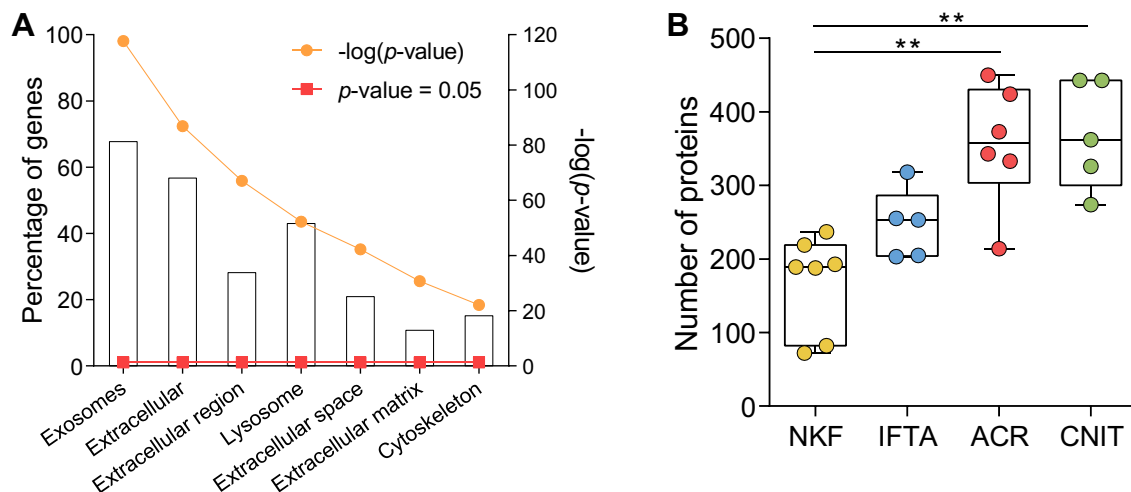 A
Percentage of genes
100
80
60
40
20
0
-log(p-value)
p-value = 0.05
120
100
80
60
40
20
0
-log(p-value)
Exosomes
Extracellular
Extracellular region
Lysosome
Extracellular space
Extracellular matrix
Cytoskeleton
B
Number of proteins
500
400
300
200
100
0
**
**
NKF IFTA ACR CNIT